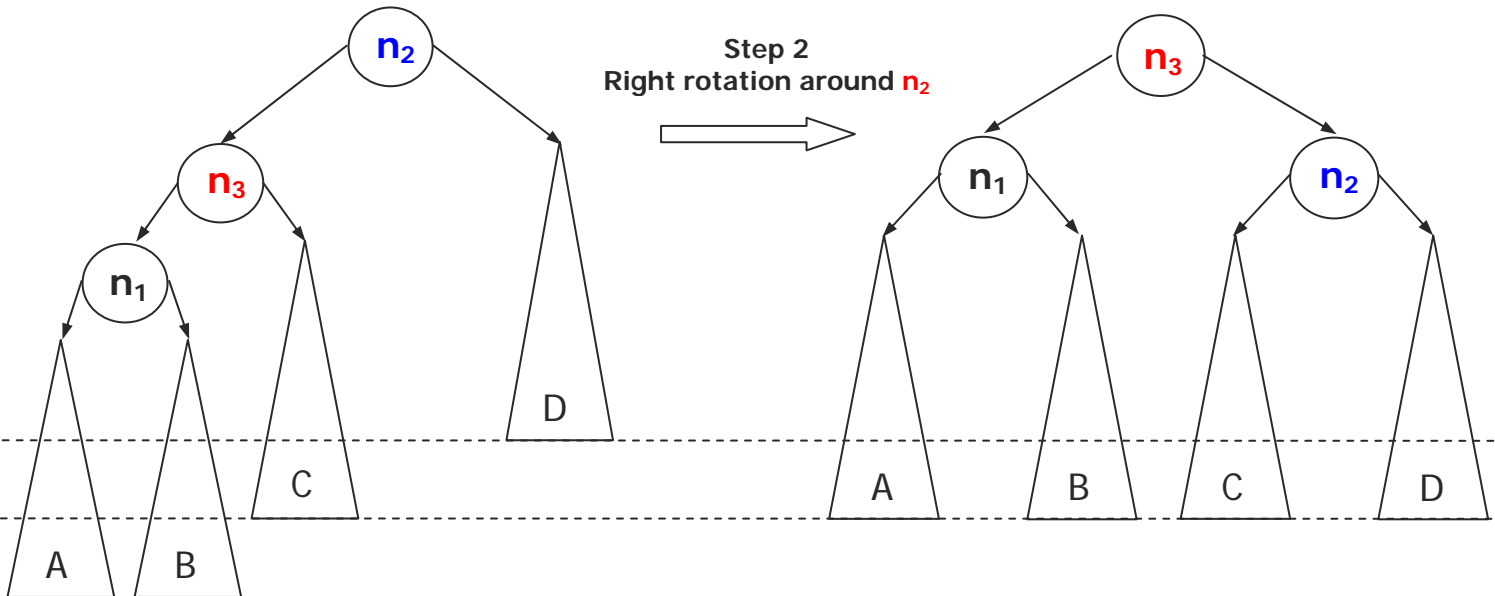 n₂
Step 2
Right rotation around n₂
n₃
n₃
n₁
n₂
n₁
D
C
A
B
C
D
A
B